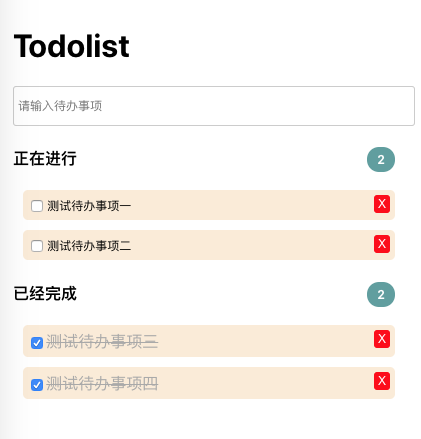 Todolist
请输入待办事项
正在进行 2
测试待办事项一 X
测试待办事项二 X
已经完成 2
测试待办事项三 X
测试待办事项四 X